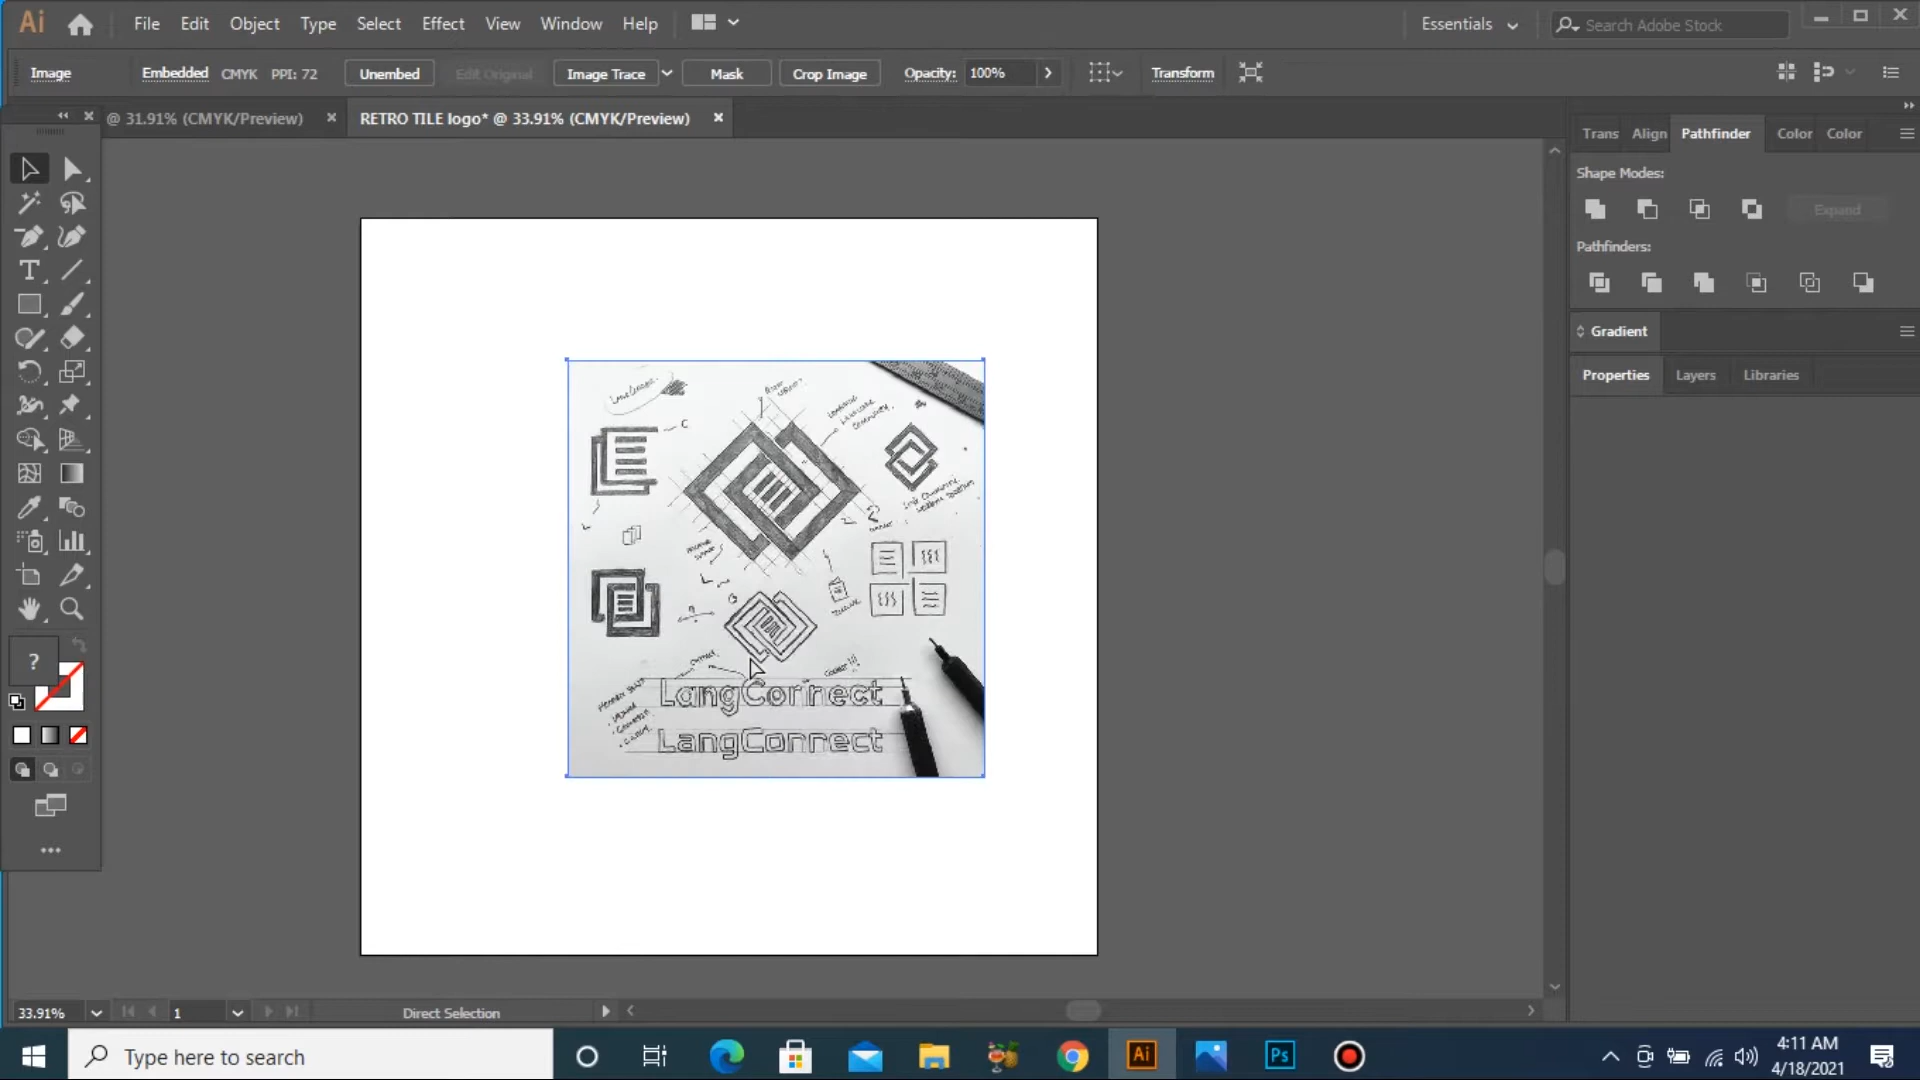 Ai File Edit Object Type Select Effect View Window Help Essentials Search Adobe Stock
Image Embedded CMYK PPI: 72 Unembed Edit Original Image Trace Mask Crop Image Opacity: 100% Transform
@ 31.91% (CMYK/Preview) × RETRO TILE logo* @ 33.91% (CMYK/Preview) ×
Trans Align Pathfinder Color Color
Shape Modes:
Expand
Pathfinders:
Gradient
Properties Layers Libraries
C
L
?
LangConnect
LangConnect
33.91% 1 Direct Selection
Type here to search
Ai Ps
4:11 AM
4/18/2021